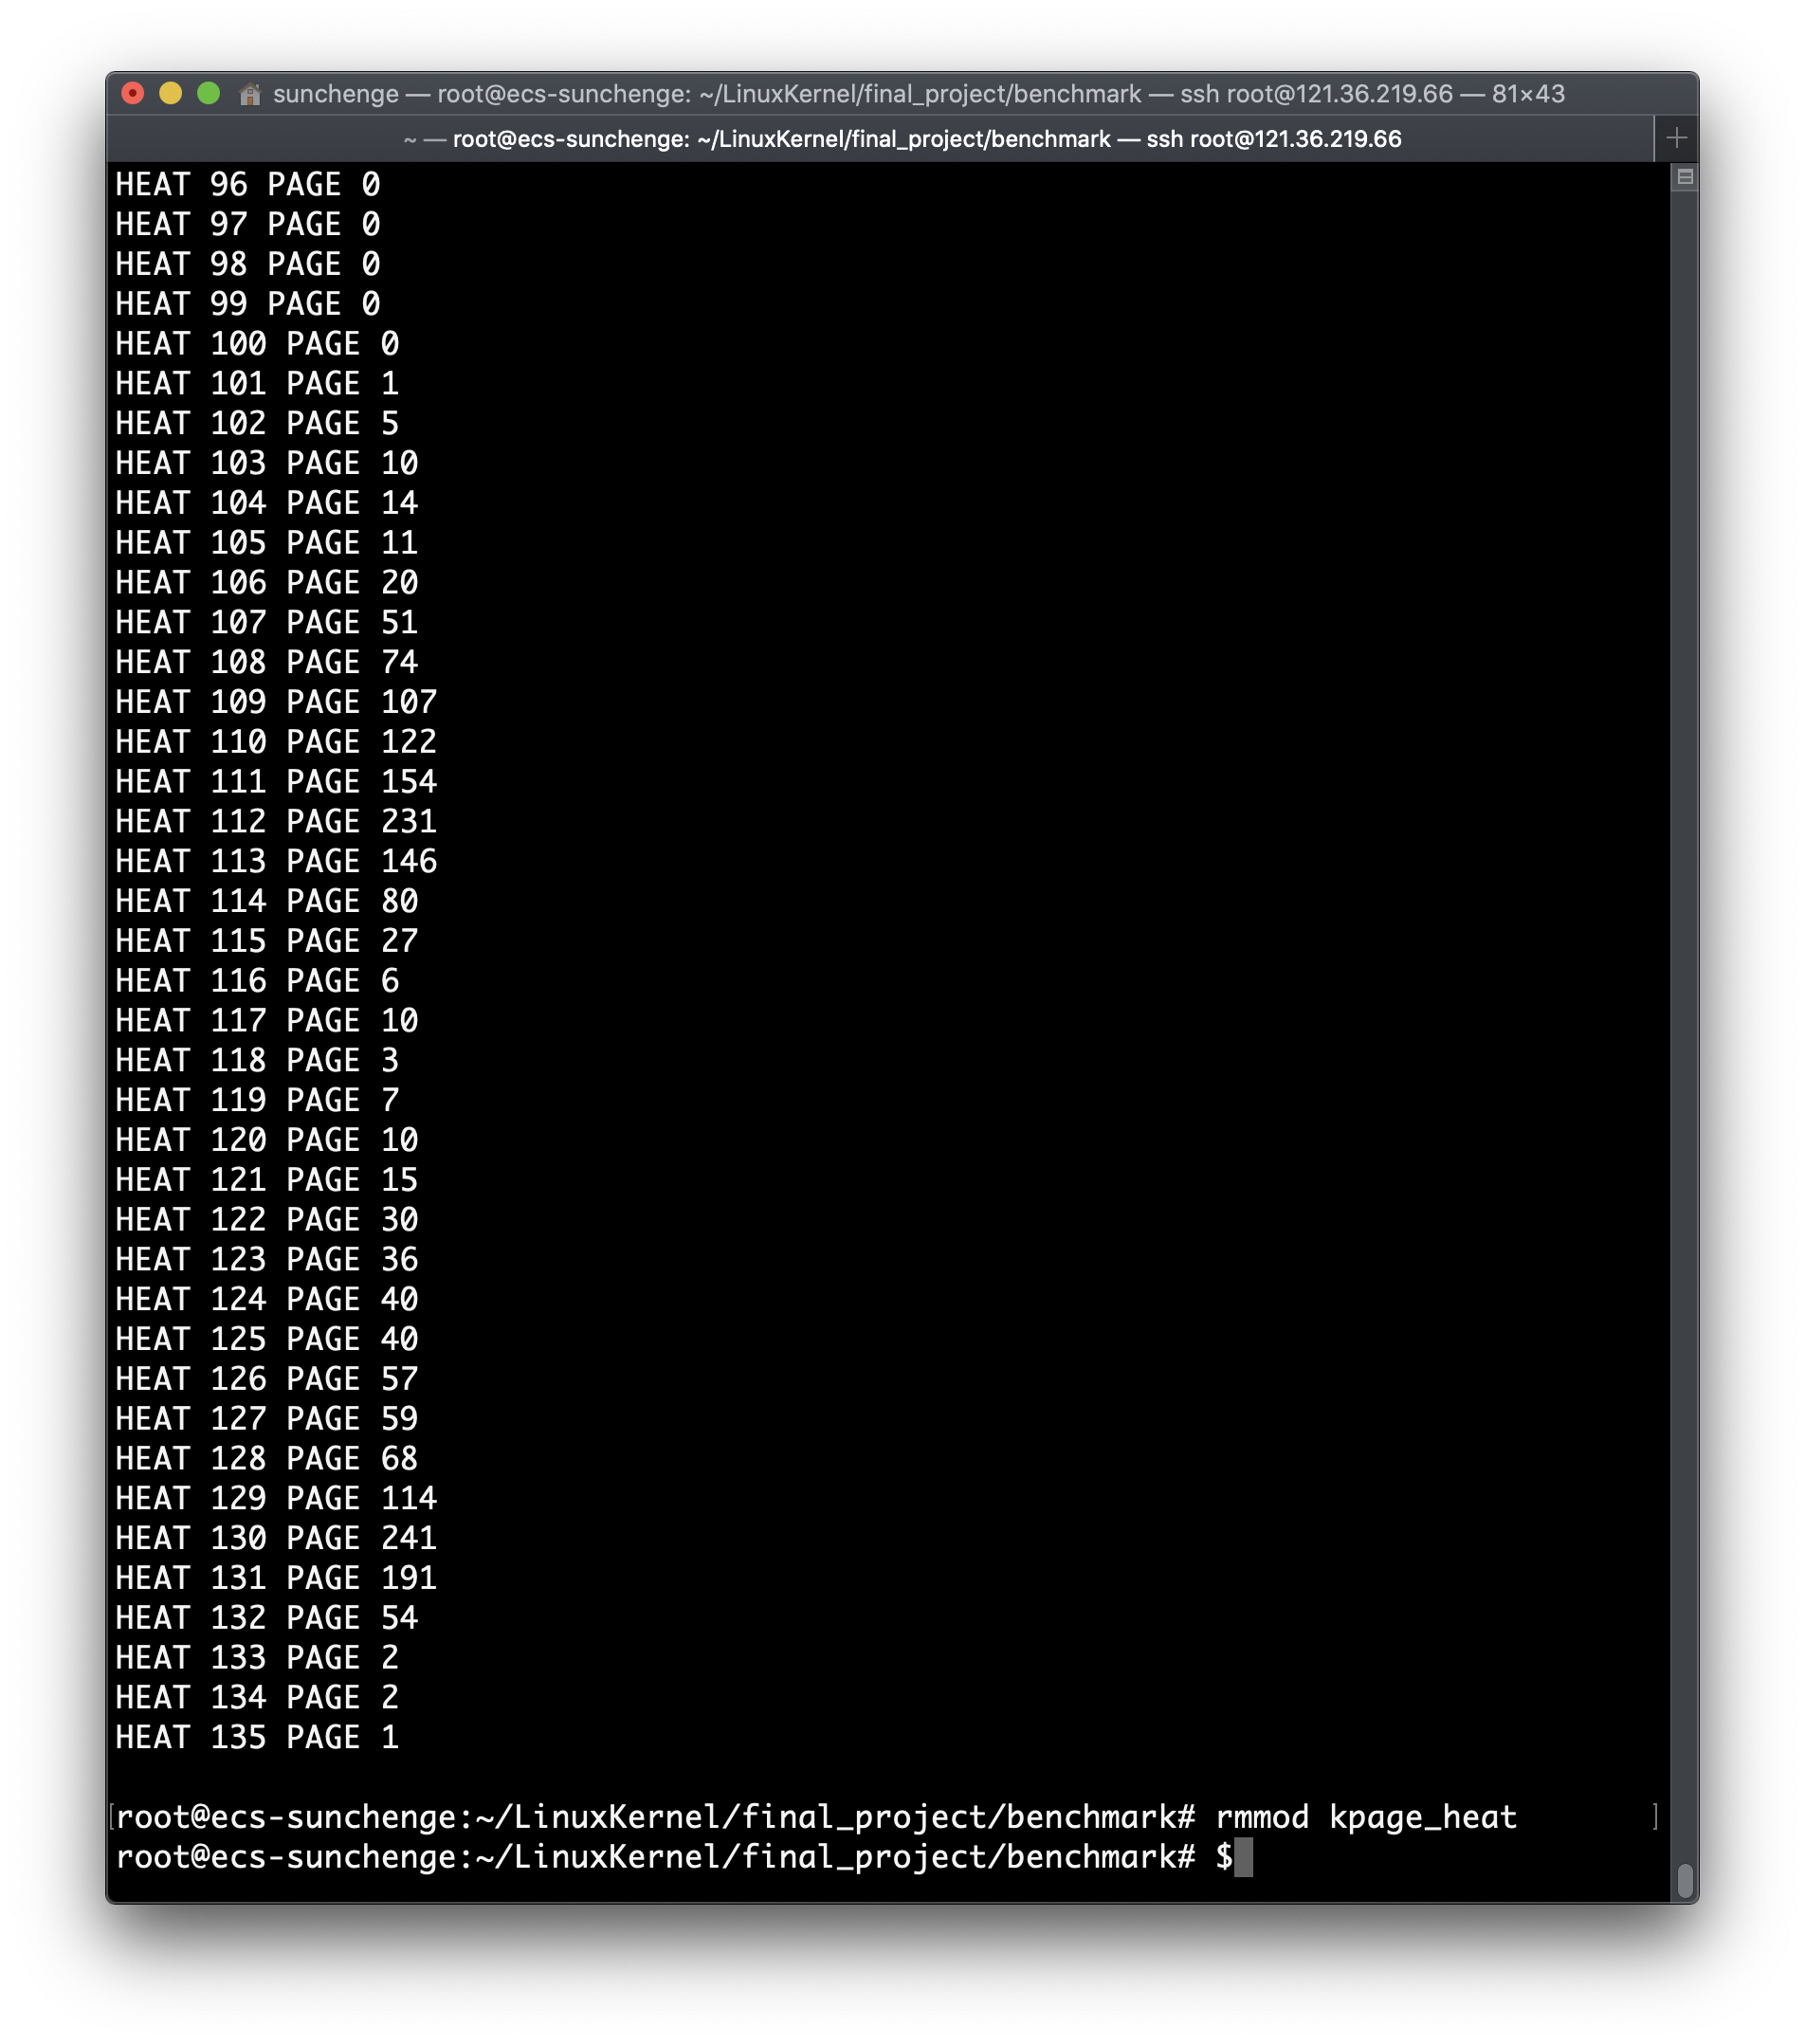 sunchenge — root@ecs-sunchenge: ~/LinuxKernel/final_project/benchmark — ssh root@121.36.219.66 — 81×43
~ — root@ecs-sunchenge: ~/LinuxKernel/final_project/benchmark — ssh root@121.36.219.66
HEAT 96 PAGE 0
HEAT 97 PAGE 0
HEAT 98 PAGE 0
HEAT 99 PAGE 0
HEAT 100 PAGE 0
HEAT 101 PAGE 1
HEAT 102 PAGE 5
HEAT 103 PAGE 10
HEAT 104 PAGE 14
HEAT 105 PAGE 11
HEAT 106 PAGE 20
HEAT 107 PAGE 51
HEAT 108 PAGE 74
HEAT 109 PAGE 107
HEAT 110 PAGE 122
HEAT 111 PAGE 154
HEAT 112 PAGE 231
HEAT 113 PAGE 146
HEAT 114 PAGE 80
HEAT 115 PAGE 27
HEAT 116 PAGE 6
HEAT 117 PAGE 10
HEAT 118 PAGE 3
HEAT 119 PAGE 7
HEAT 120 PAGE 10
HEAT 121 PAGE 15
HEAT 122 PAGE 30
HEAT 123 PAGE 36
HEAT 124 PAGE 40
HEAT 125 PAGE 40
HEAT 126 PAGE 57
HEAT 127 PAGE 59
HEAT 128 PAGE 68
HEAT 129 PAGE 114
HEAT 130 PAGE 241
HEAT 131 PAGE 191
HEAT 132 PAGE 54
HEAT 133 PAGE 2
HEAT 134 PAGE 2
HEAT 135 PAGE 1
[root@ecs-sunchenge:~/LinuxKernel/final_project/benchmark# rmmod kpage_heat ]
root@ecs-sunchenge:~/LinuxKernel/final_project/benchmark# $